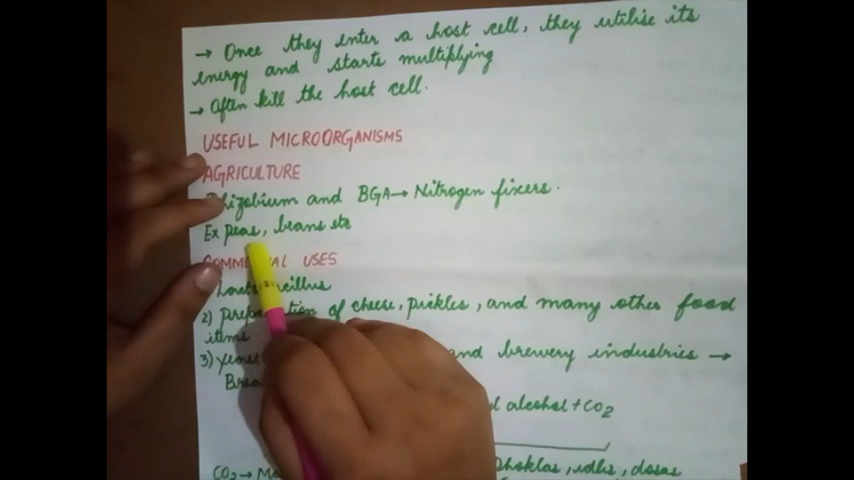 → Once they enter a host cell, they utilise its
energy and starts multiplying
→ Often kill the host cell.
USEFUL MICROORGANISMS
AGRICULTURE
Rhizobium and BGA → Nitrogen fixers.
Ex peas, beans etc
USES
2) of cheese, pickles, and many other food
items
3) Yeast and brewery industries →
alcohol + CO2
CO2 → Dhoklas, idlis, dosas